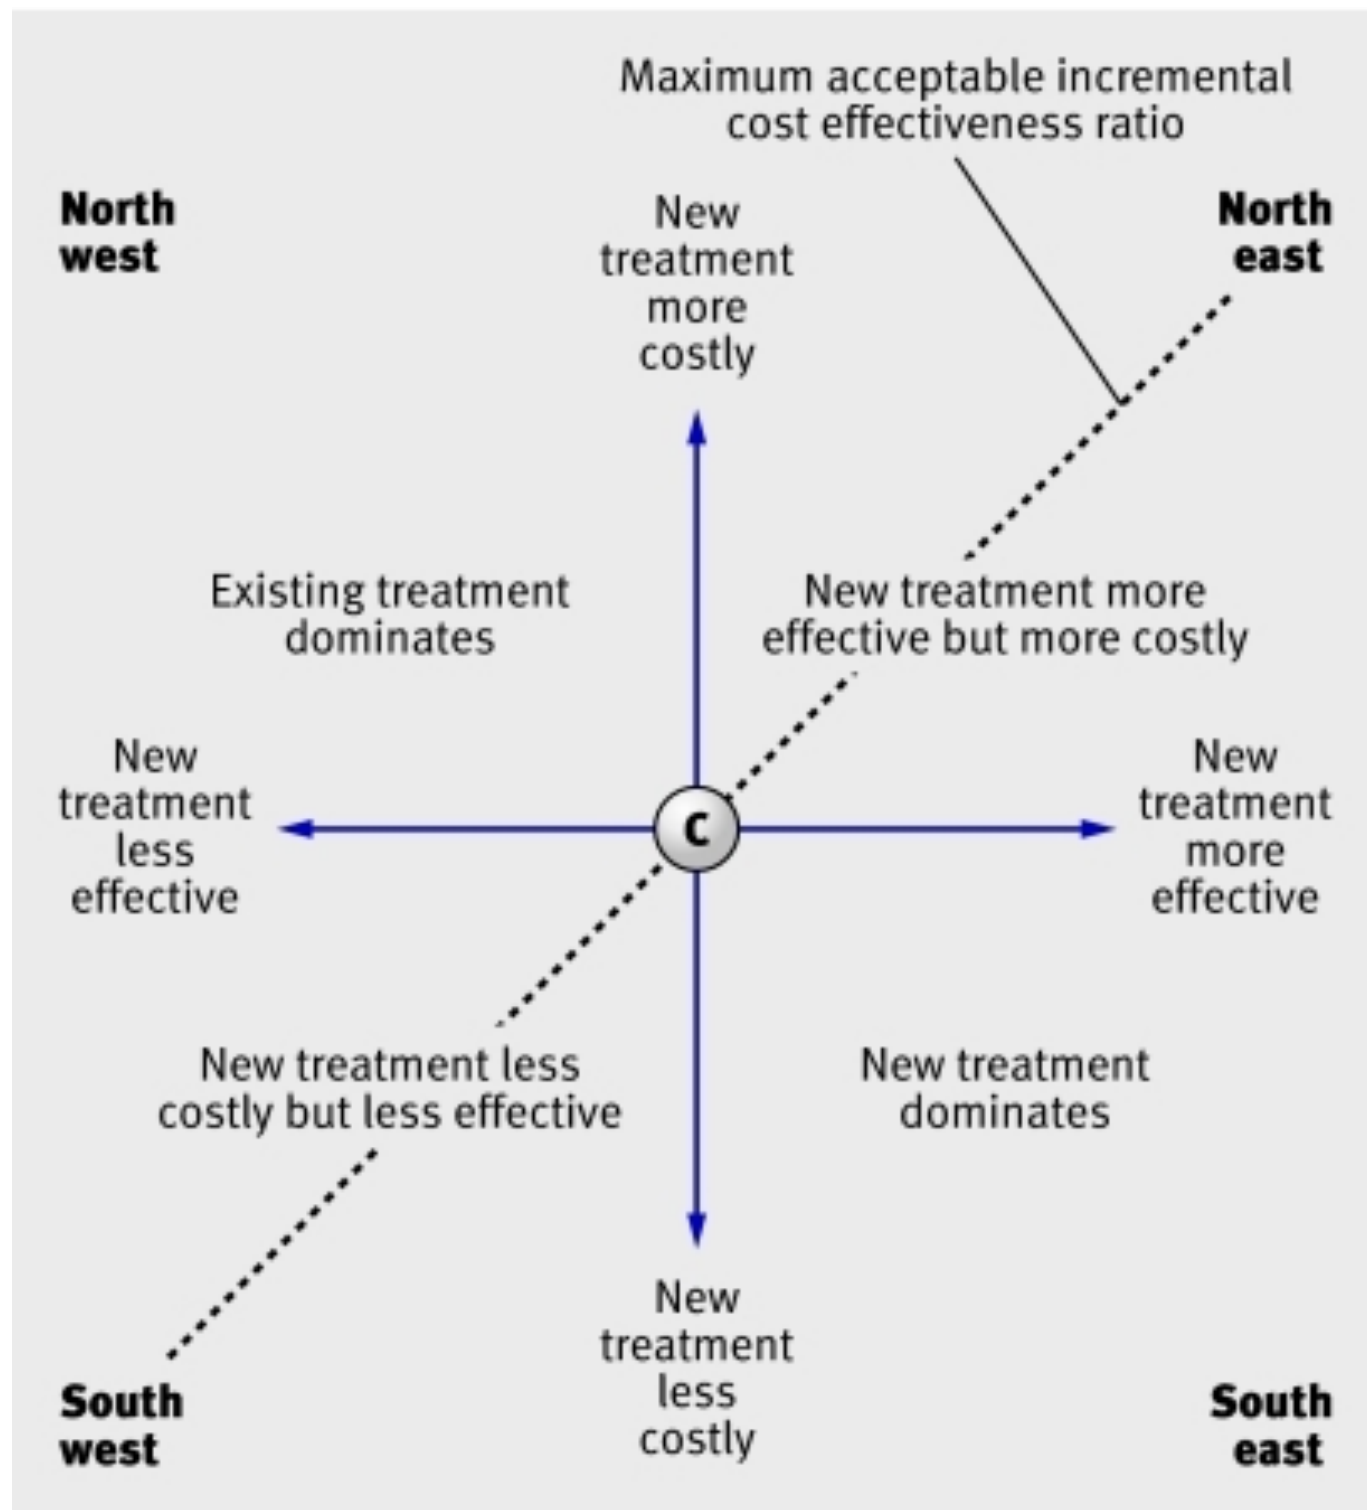 Maximum acceptable incremental
cost effectiveness ratio
North
west
New
treatment
more
costly
North
east
Existing treatment
dominates
New treatment more
effective but more costly
New
treatment
less
effective
C
New
treatment
more
effective
New treatment less
costly but less effective
New treatment
dominates
New
treatment
less
costly
South
west
South
east